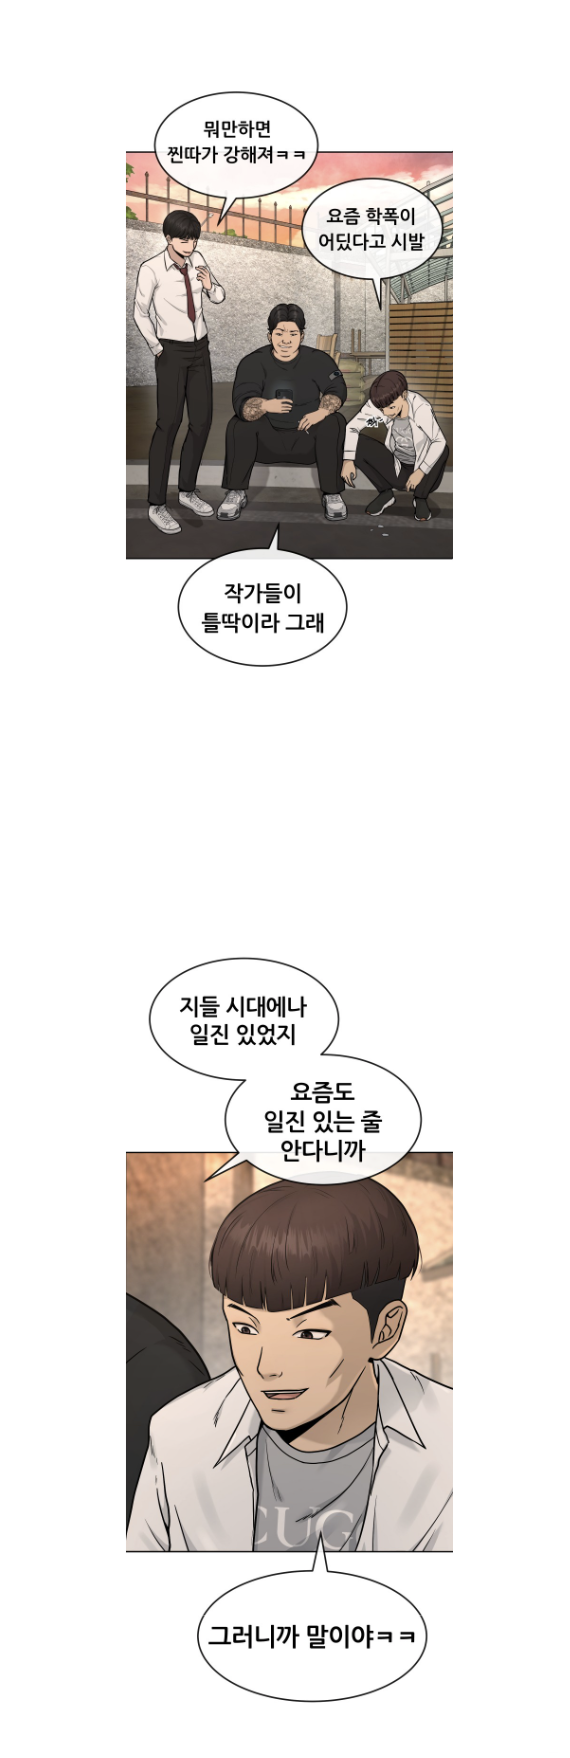 뭐만하면
찐따가 강해져ㅋㅋ
요즘 학폭이
어딨다고 시발
작가들이
틀딱이라 그래
지들 시대에나
일진 있었지
요즘도
일진 있는 줄
안다니까
CUG
그러니까 말이야ㅋㅋ